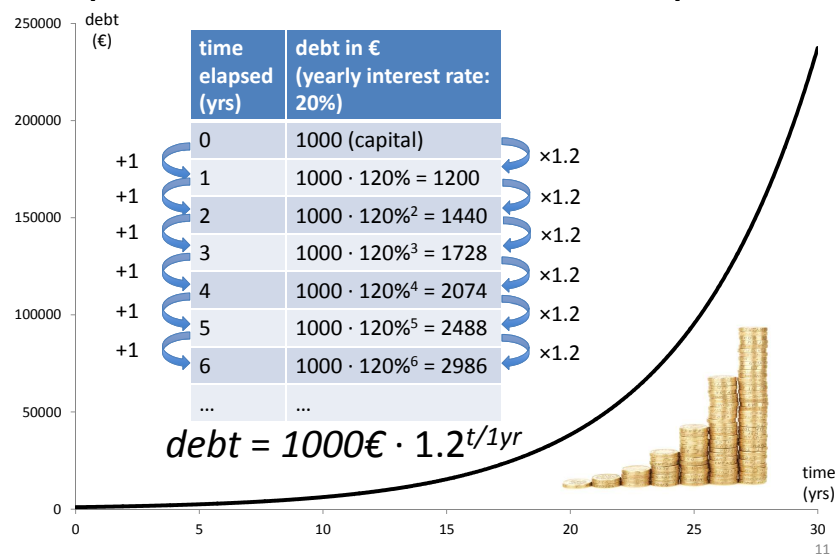 debt
(€)
250000
200000
150000
100000
50000
0
time
elapsed
(yrs)
debt in €
(yearly interest rate:
20%)
0
1000 (capital)
1
1000 · 120% = 1200
2
1000 · 120%² = 1440
3
1000 · 120%³ = 1728
4
1000 · 120%⁴ = 2074
5
1000 · 120%⁵ = 2488
6
1000 · 120%⁶ = 2986
...
...
+1
+1
+1
+1
+1
+1
×1.2
×1.2
×1.2
×1.2
×1.2
×1.2
debt = 1000€ · 1.2^t/1yr
time
(yrs)
0
5
10
15
20
25
30
11